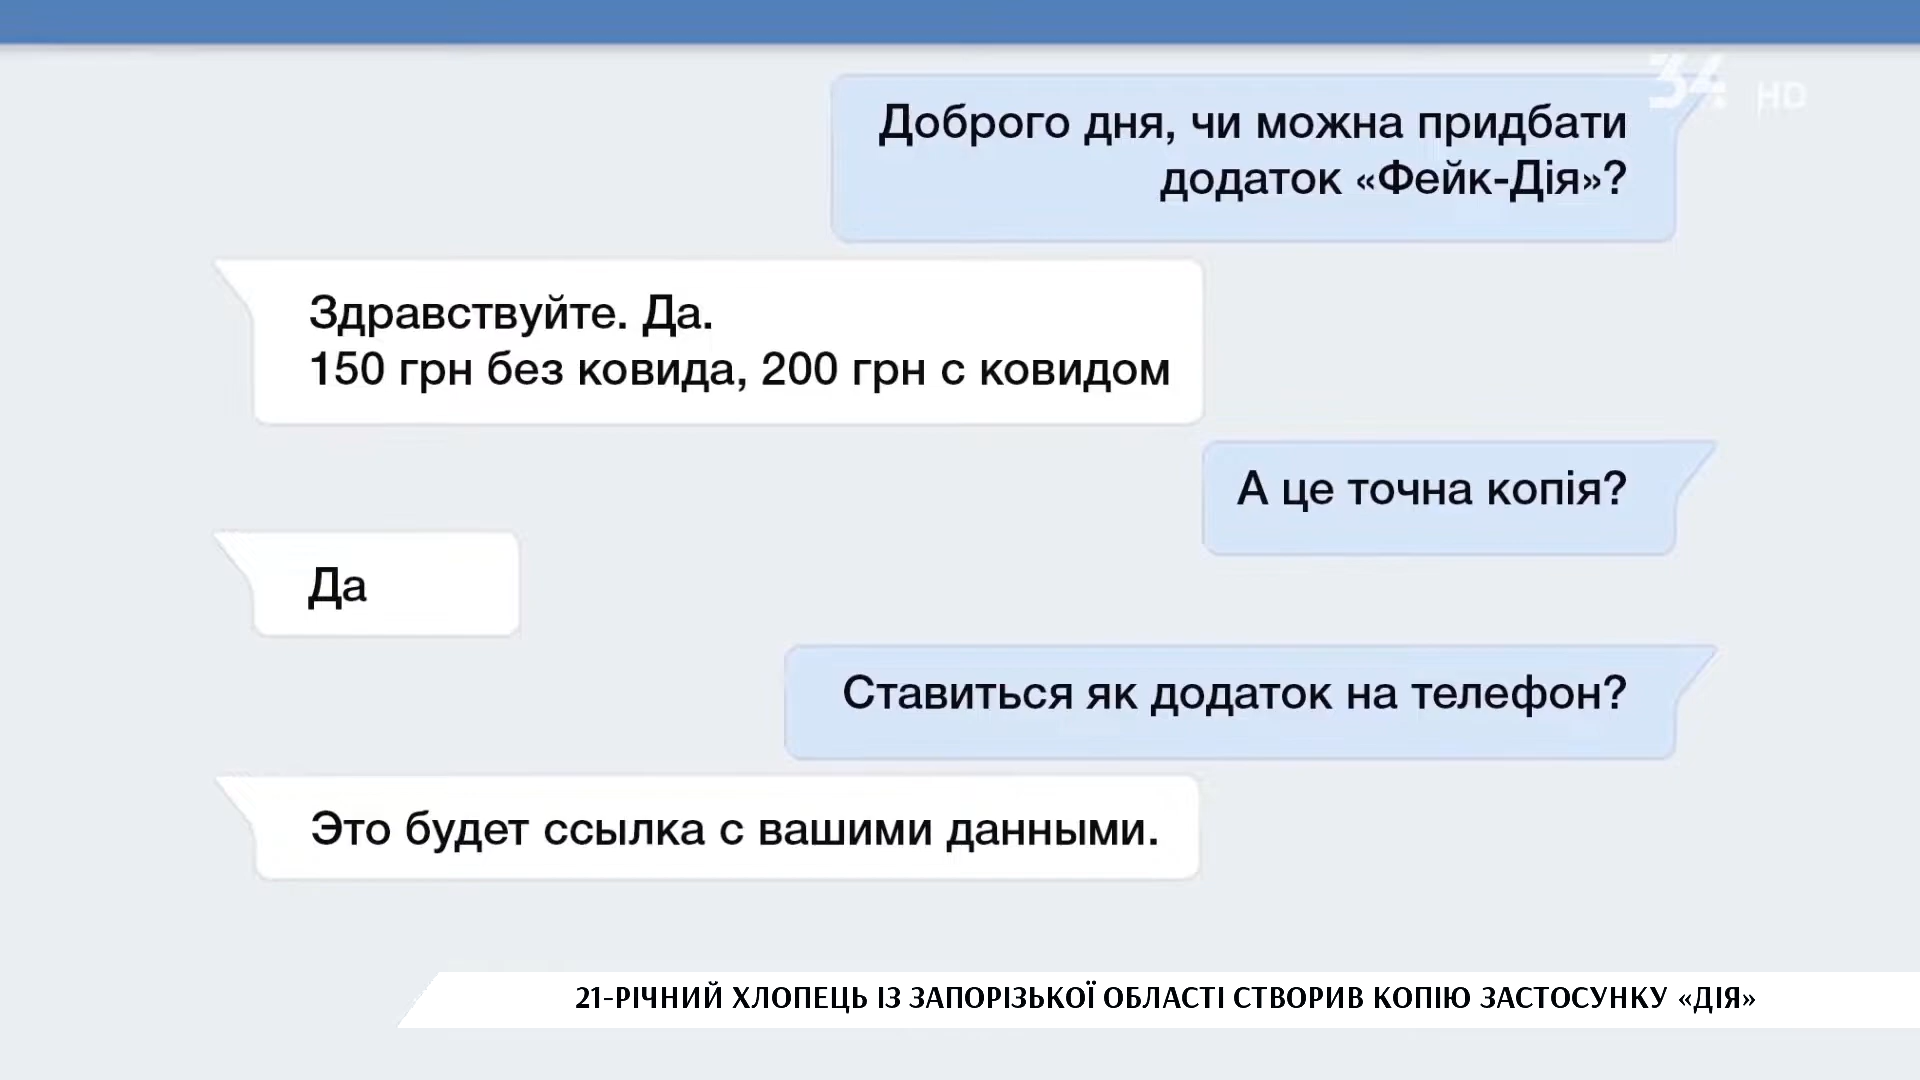 34 HD
Доброго дня, чи можна придбати
додаток «Фейк-Дія»?
Здравствуйте. Да.
150 грн без ковида, 200 грн с ковидом
А це точна копія?
Да
Ставиться як додаток на телефон?
Это будет ссылка с вашими данными.
21-РІЧНИЙ ХЛОПЕЦЬ ІЗ ЗАПОРІЗЬКОЇ ОБЛАСТІ СТВОРИВ КОПІЮ ЗАСТОСУНКУ «ДІЯ»